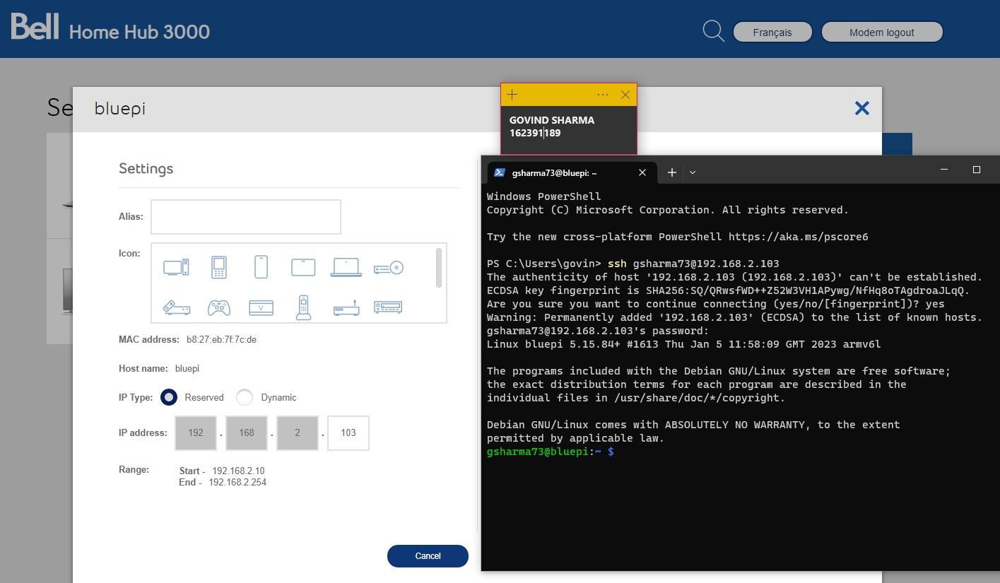 Bell Home Hub 3000
Français
Modem logout
Se
bluepi
GOVIND SHARMA
162391189
Settings
Alias:
Icon:
V
MAC address: b8:27:eb:7f:7c:de
Host name: bluepi
IP Type: Reserved Dynamic
IP address: 192 . 168 . 2 . 103
Range: Start - 192.168.2.10
End - 192.168.2.254
Cancel
gsharma73@bluepi: ~
Windows PowerShell
Copyright (C) Microsoft Corporation. All rights reserved.
Try the new cross-platform PowerShell https://aka.ms/pscore6
PS C:\Users\govin> ssh gsharma73@192.168.2.103
The authenticity of host '192.168.2.103 (192.168.2.103)' can't be established.
ECDSA key fingerprint is SHA256:SQ/QRwsfWD++Z52W3VH1APywg/NfHq8oTAgdroaJLqQ.
Are you sure you want to continue connecting (yes/no/[fingerprint])? yes
Warning: Permanently added '192.168.2.103' (ECDSA) to the list of known hosts.
gsharma73@192.168.2.103's password:
Linux bluepi 5.15.84+ #1613 Thu Jan 5 11:58:09 GMT 2023 armv6l
The programs included with the Debian GNU/Linux system are free software;
the exact distribution terms for each program are described in the
individual files in /usr/share/doc/*/copyright.
Debian GNU/Linux comes with ABSOLUTELY NO WARRANTY, to the extent
permitted by applicable law.
gsharma73@bluepi:~ $